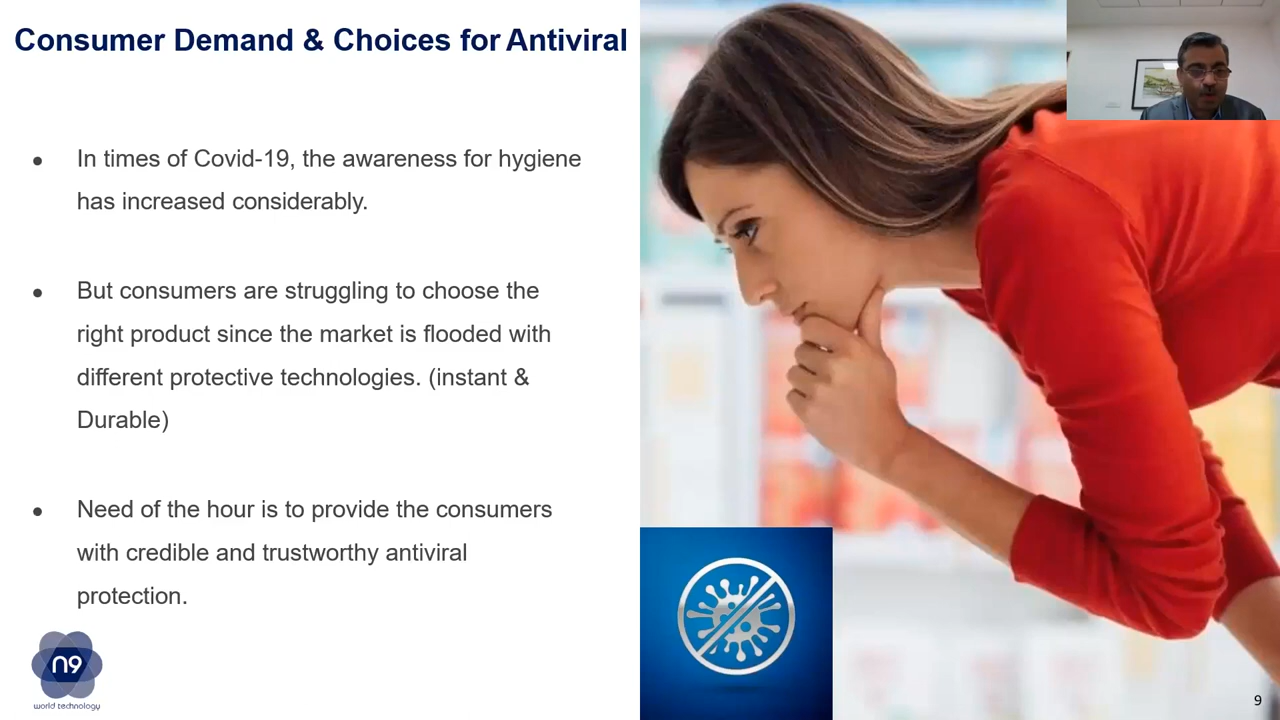 Consumer Demand & Choices for Antiviral
● In times of Covid-19, the awareness for hygiene
has increased considerably.
● But consumers are struggling to choose the
right product since the market is flooded with
different protective technologies. (instant &
Durable)
● Need of the hour is to provide the consumers
with credible and trustworthy antiviral
protection.
n9
world technology
9